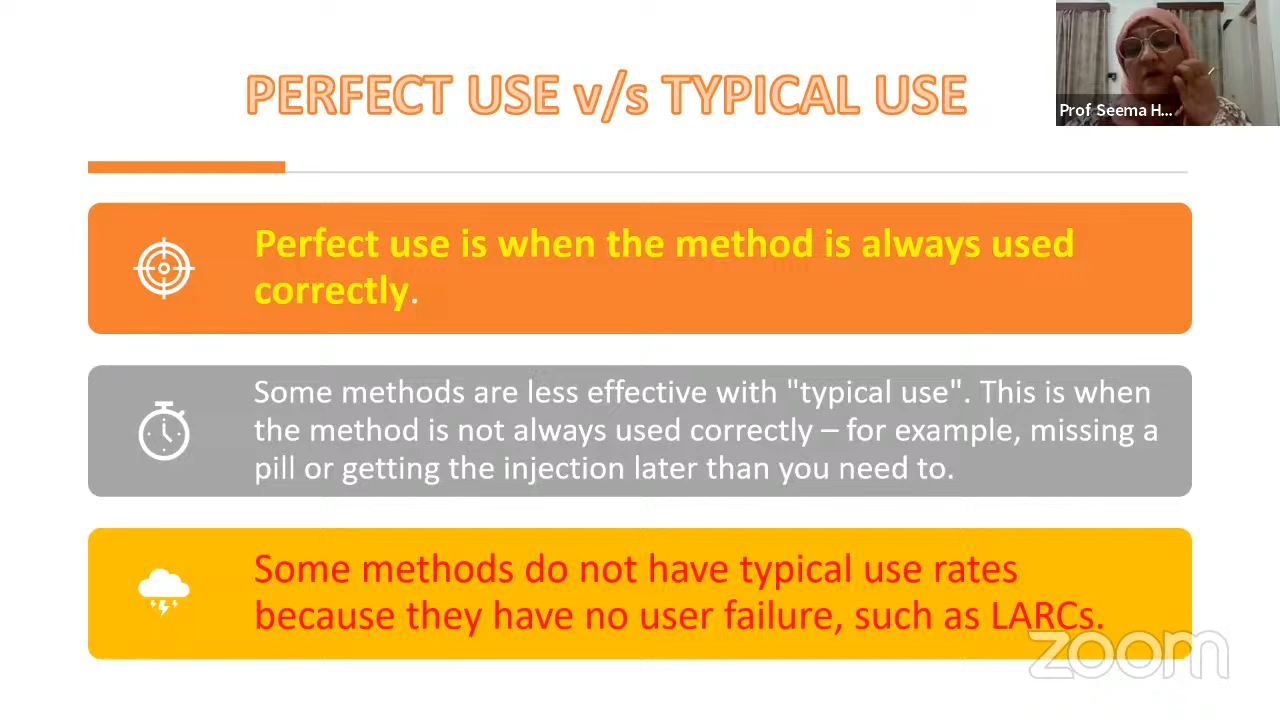 PERFECT USE v/s TYPICAL USE
Prof Seema H...
Perfect use is when the method is always used
correctly.
Some methods are less effective with "typical use". This is when
the method is not always used correctly – for example, missing a
pill or getting the injection later than you need to.
Some methods do not have typical use rates
because they have no user failure, such as LARCs.
zoom